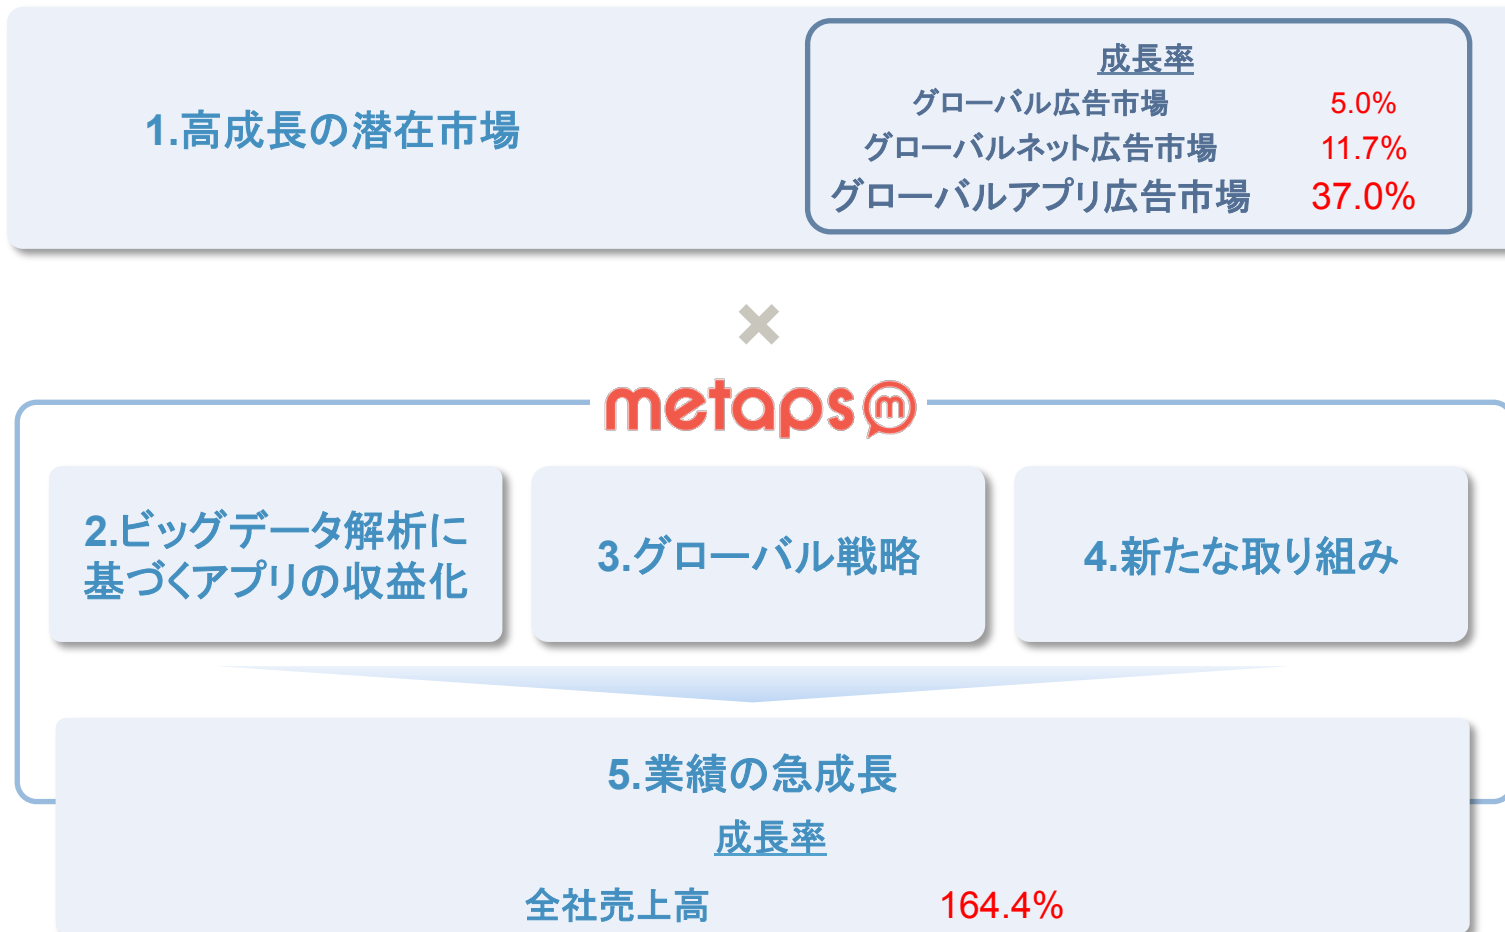 1.高成長の潜在市場
成長率
グローバル広告市場 5.0%
グローバルネット広告市場 11.7%
グローバルアプリ広告市場 37.0%
×
metaps m
2.ビッグデータ解析に
基づくアプリの収益化
3.グローバル戦略
4.新たな取り組み
5.業績の急成長
成長率
全社売上高 164.4%